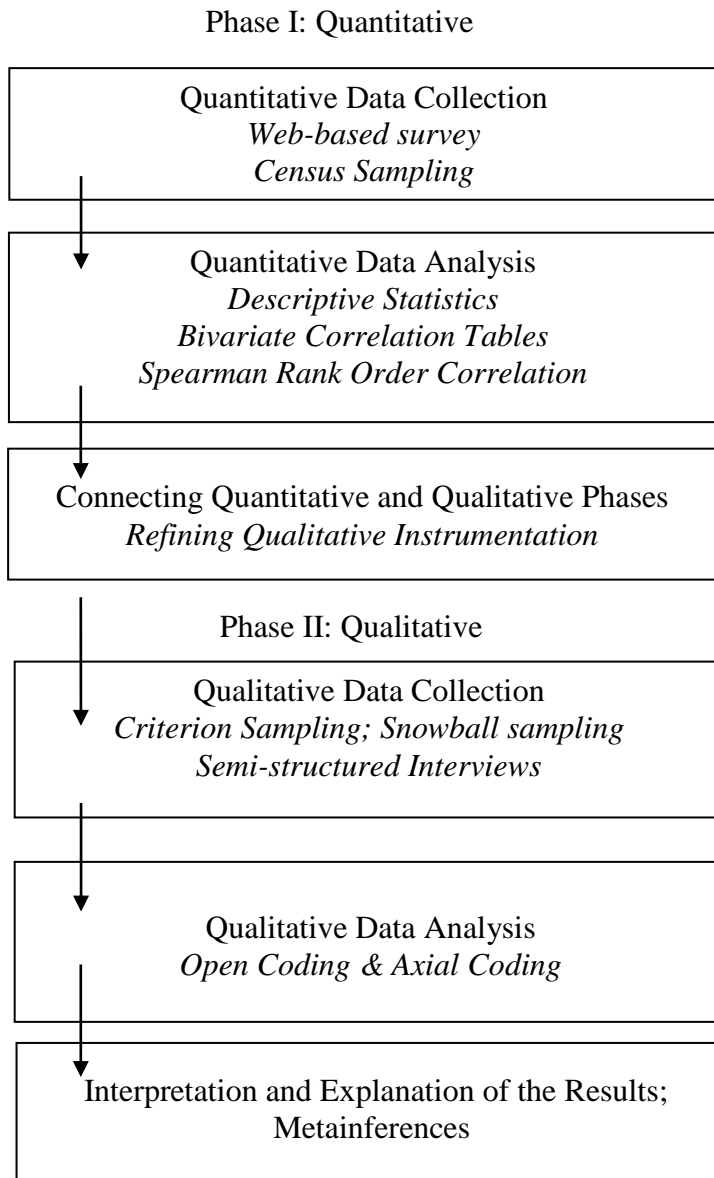 Phase I: Quantitative
Quantitative Data Collection
Web-based survey
Census Sampling
Quantitative Data Analysis
Descriptive Statistics
Bivariate Correlation Tables
Spearman Rank Order Correlation
Connecting Quantitative and Qualitative Phases
Refining Qualitative Instrumentation
Phase II: Qualitative
Qualitative Data Collection
Criterion Sampling; Snowball sampling
Semi-structured Interviews
Qualitative Data Analysis
Open Coding & Axial Coding
Interpretation and Explanation of the Results;
Metainferences